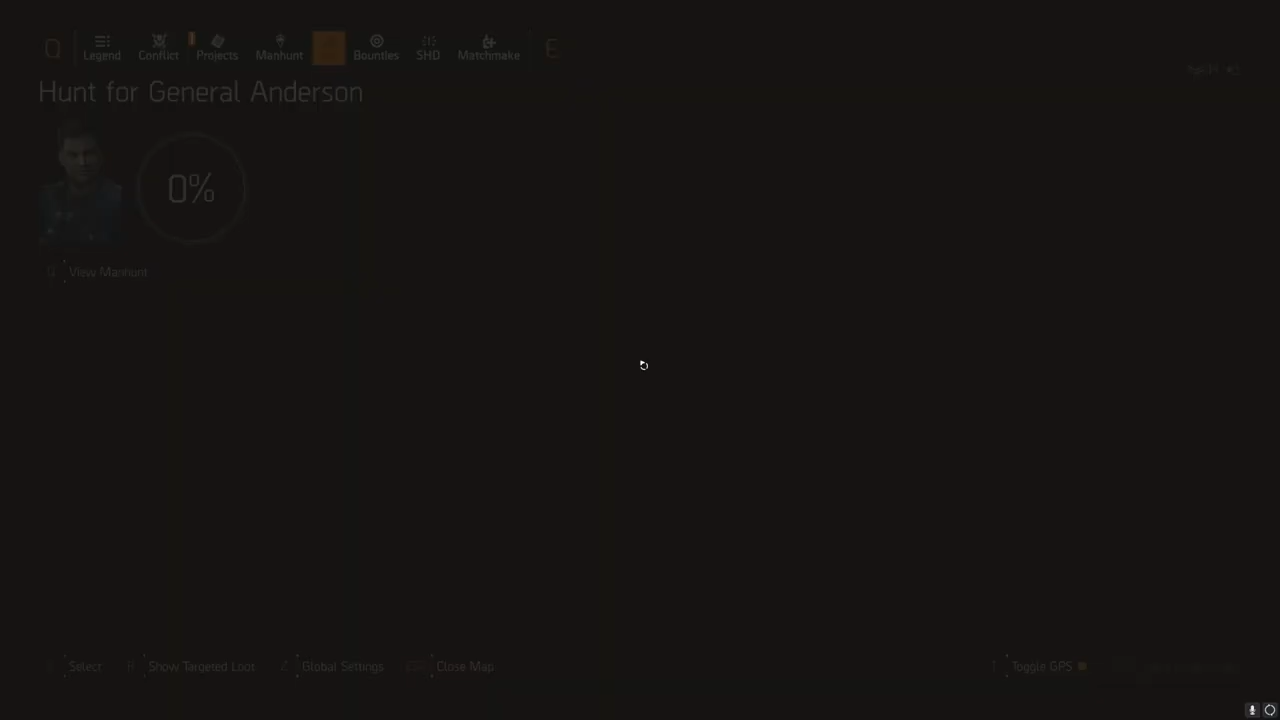 Q Legend Conflict Projects Manhunt Bounties SHD Matchmake E
Hunt for General Anderson
0%
View Manhunt
Select Show Targeted Loot Global Settings Close Map Toggle GPS